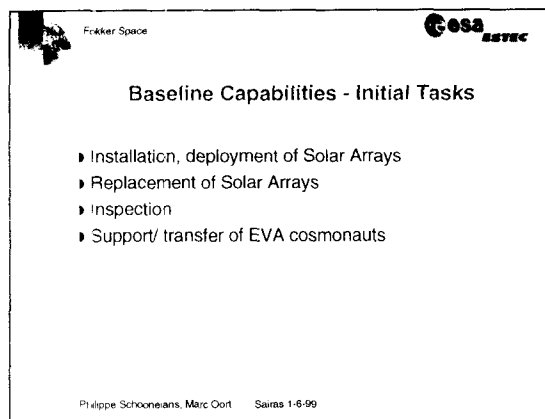 Fokker Space
esa
ESTEC
Baseline Capabilities - Initial Tasks
Installation, deployment of Solar Arrays
Replacement of Solar Arrays
Inspection
Support/ transfer of EVA cosmonauts
Philippe Schoonejans, Marc Oort Sairas 1-6-99